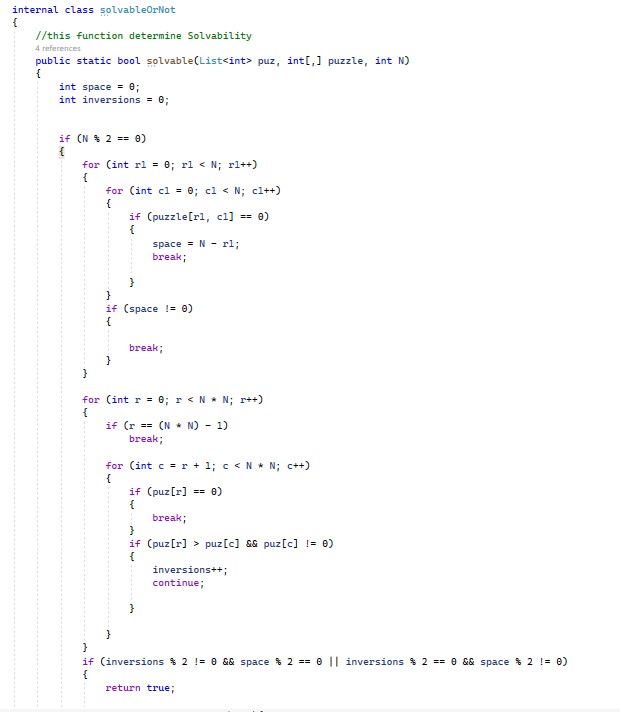 internal class solvableOrNot
{
//this function determine Solvability
4 references
public static bool solvable(List<int> puz, int[,] puzzle, int N)
{
int space = 0;
int inversions = 0;
if (N % 2 == 0)
{
for (int r1 = 0; r1 < N; r1++)
{
for (int c1 = 0; c1 < N; c1++)
{
if (puzzle[r1, c1] == 0)
{
space = N - r1;
break;
}
}
if (space != 0)
{
break;
}
}
for (int r = 0; r < N * N; r++)
{
if (r == (N * N) - 1)
break;
for (int c = r + 1; c < N * N; c++)
{
if (puz[r] == 0)
{
break;
}
if (puz[r] > puz[c] && puz[c] != 0)
{
inversions++;
continue;
}
}
}
if (inversions % 2 != 0 && space % 2 == 0 || inversions % 2 == 0 && space % 2 != 0)
{
return true;